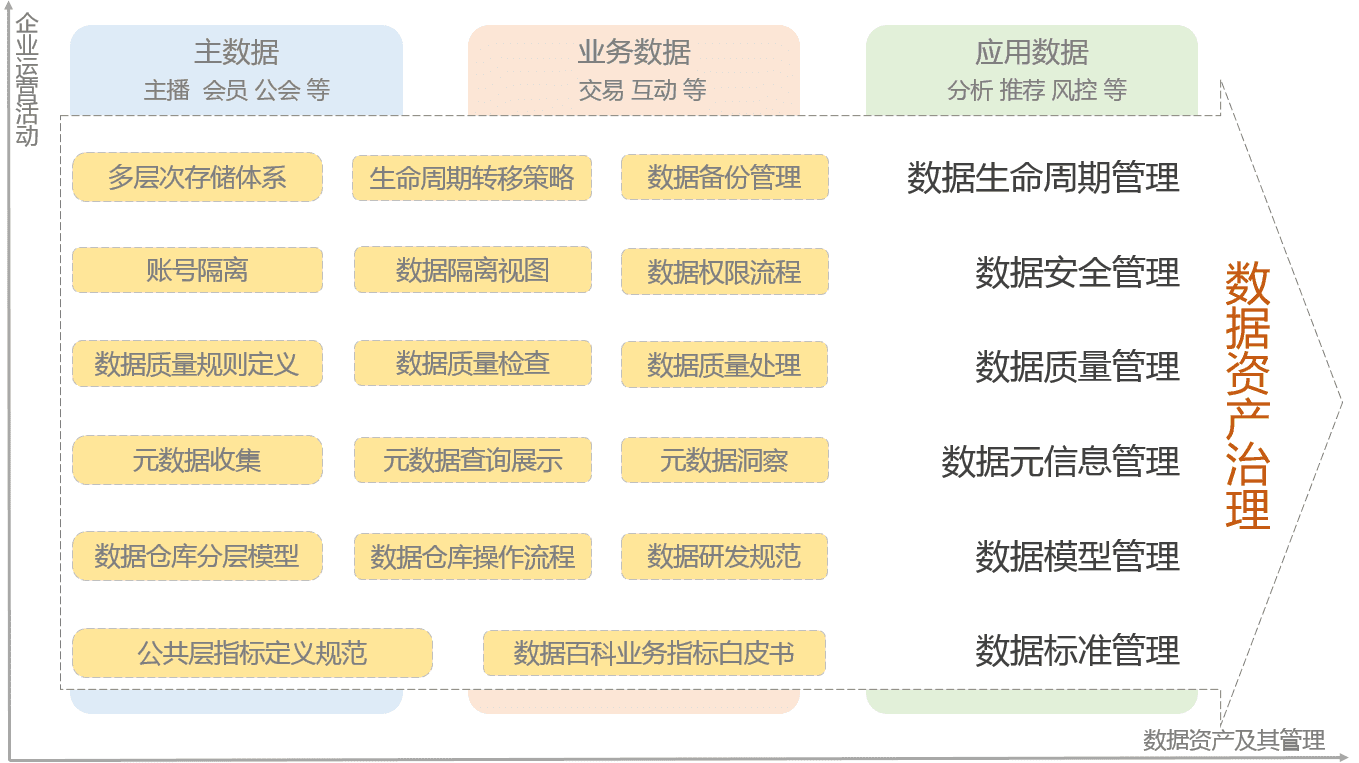 企业运营活动
主数据
主播 会员 公会 等
业务数据
交易 互动 等
应用数据
分析 推荐 风控 等
多层次存储体系
生命周期转移策略
数据备份管理
数据生命周期管理
账号隔离
数据隔离视图
数据权限流程
数据安全管理
数据质量规则定义
数据质量检查
数据质量处理
数据质量管理
元数据收集
元数据查询展示
元数据洞察
数据元信息管理
数据仓库分层模型
数据仓库操作流程
数据研发规范
数据模型管理
公共层指标定义规范
数据百科业务指标白皮书
数据标准管理
数据资产治理
数据资产及其管理